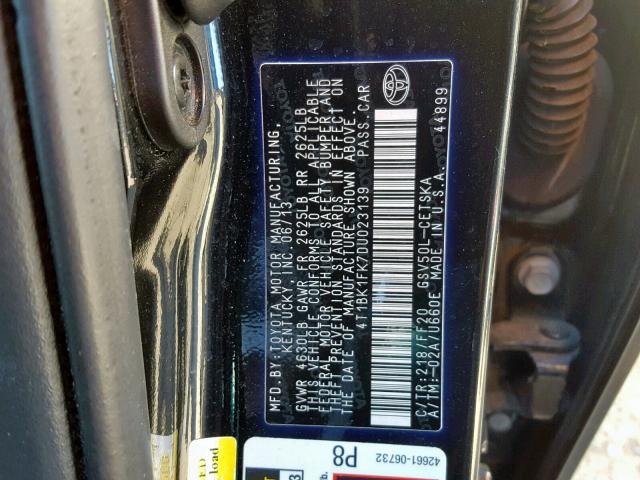 MFD.BY:TOYOTA MOTOR MANUFACTURING,
KENTUCKY, INC. 06/13
GVWR 4630LB GAWR FR 2625LB RR 2625LB
THIS VEHICLE CONFORMS TO ALL APPLICABLE
FEDERAL MOTOR VEHICLE SAFETY, BUMPER, AND
THEFT PREVENTION STANDARDS IN EFFECT ON
THE DATE OF MANUFACTURE SHOWN ABOVE.
4T1BK1FK7DU023139 PASS.CAR
C/TR:218/FF20 GSV50L-CETSKA
A/TM:-02A/U660E MADE IN U.S.A. 44899
42661-06732
P8
load